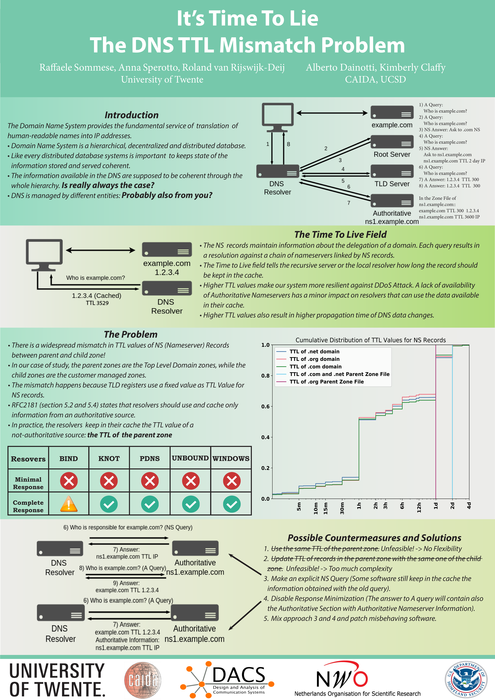 It's Time To Lie
The DNS TTL Mismatch Problem
Raffaele Sommese, Anna Sperotto, Roland van Rijswijk-Deij
University of Twente
Alberto Dainotti, Kimberly Claffy
CAIDA, UCSD
Introduction
The Domain Name System provides the fundamental service of translation of
human-readable names into IP addresses.
• Domain Name System is a hierarchical, decentralized and distributed database.
• Like every distributed database systems is important to keeps state of the
information stored and served coherent.
• The information available in the DNS are supposed to be coherent through the
whole hierarchy. Is really always the case?
• DNS is managed by different entities: Probably also from you?
1
8
2
3
4
5
6
7
DNS
Resolver
example.com
Root Server
TLD Server
Authoritative
ns1.example.com
1) A Query:
Who is example.com?
2) A Query:
Who is example.com?
3) NS Answer: Ask to .com NS
4) A Query:
Who is example.com?
5) NS Answer:
Ask to ns1.example.com
ns1.example.com TTL 2 day IP
6) A Query:
Who is example.com?
7) A Answer: 1.2.3.4 TTL 300
8) A Answer: 1.2.3.4 TTL 300
In the Zone File of
ns1.example.com:
example.com TTL 300 1.2.3.4
ns1.example.com TTL 3600 IP
example.com
1.2.3.4
Who is example.com?
1.2.3.4 (Cached)
TTL 3529
DNS
Resolver
The Time To Live Field
• The NS records maintain information about the delegation of a domain. Each query results in
a resolution against a chain of nameservers linked by NS records.
• The Time to Live field tells the recursive server or the local resolver how long the record should
be kept in the cache.
• Higher TTL values make our system more resilient against DDoS Attack. A lack of availability
of Authoritative Nameservers has a minor impact on resolvers that can use the data available
in their cache.
• Higher TTL values also result in higher propagation time of DNS data changes.
The Problem
• There is a widespread mismatch in TTL values of NS (Nameserver) Records
between parent and child zone!
• In our case of study, the parent zones are the Top Level Domain zones, while the
child zones are the customer managed zones.
• The mismatch happens because TLD registers use a fixed value as TTL Value for
NS records.
• RFC2181 (section 5.2 and 5.4) states that resolvers should use and cache only
information from an authoritative source.
• In practice, the resolvers keep in their cache the TTL value of a
not-authoritative source: the TTL of the parent zone
Resovers BIND KNOT PDNS UNBOUND WINDOWS
Minimal
Response
Complete
Response
Cumulative Distribution of TTL Values for NS Records
TTL of .net domain
TTL of .org domain
TTL of .com domain
TTL of .com and .net Parent Zone File
TTL of .org Parent Zone File
1.0
0.8
0.6
0.4
0.2
0.0
5m 10m 15m 30m 1h 2h 3h 6h 12h 1d 2d 4d
6) Who is responsible for example.com? (NS Query)
7) Answer:
ns1.example.com TTL IP
8) Who is example.com? (A Query)
9) Answer:
example.com TTL 1.2.3.4
DNS
Resolver
Authoritative
ns1.example.com
6) Who is example.com? (A Query)
7) Answer:
example.com TTL 1.2.3.4
Authoritative Information:
ns1.example.com TTL IP
DNS
Resolver
Authoritative
ns1.example.com
Possible Countermeasures and Solutions
1. Use the same TTL of the parent zone. Unfeasible! -> No Flexibility
2. Update TTL of records in the parent zone with the same one of the child
zone. Unfeasible! -> Too much complexity
3. Make an explicit NS Query (Some software still keep in the cache the
information obtained with the old query).
4. Disable Response Minimization (The answer to A query will contain also
the Authoritative Section with Authoritative Nameserver Information).
5. Mix approach 3 and 4 and patch misbehaving software.
UNIVERSITY
OF TWENTE.
caida
DACS
Design and Analysis of
Communication Systems
NWO
Netherlands Organisation for Scientific Research